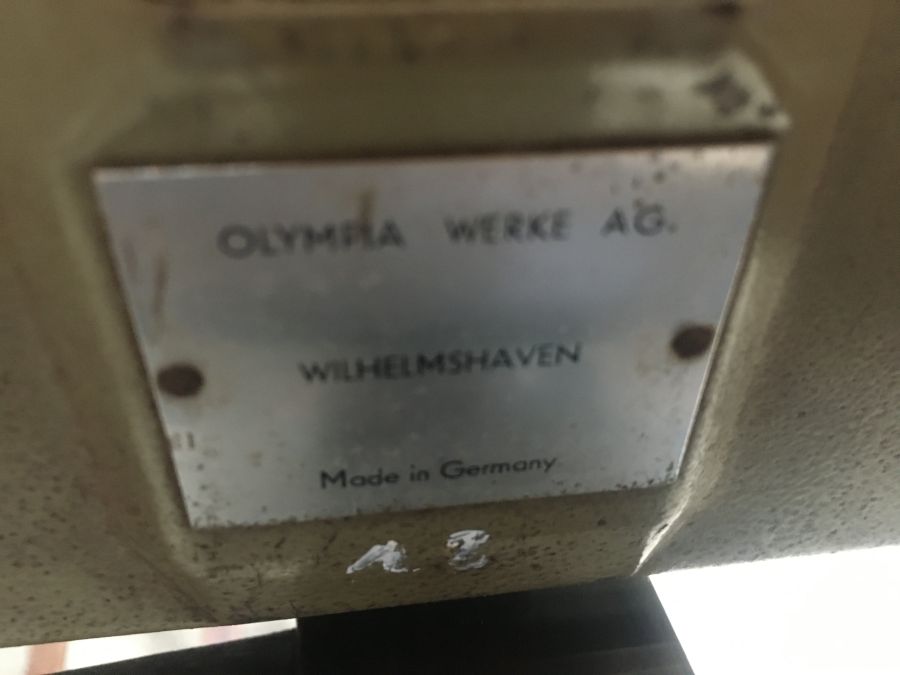 OLYMPIA WERKE AG.
WILHELMSHAVEN
Made in Germany